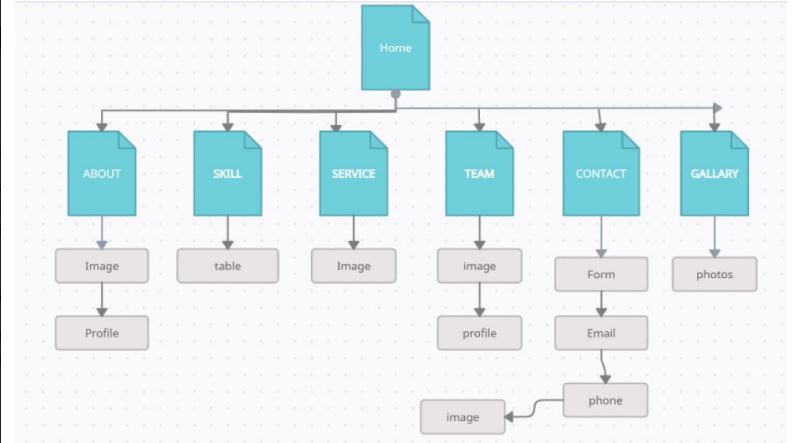 Home
ABOUT
SKILL
SERVICE
TEAM
CONTACT
GALLARY
Image
table
Image
image
Form
photos
Profile
profile
Email
phone
image